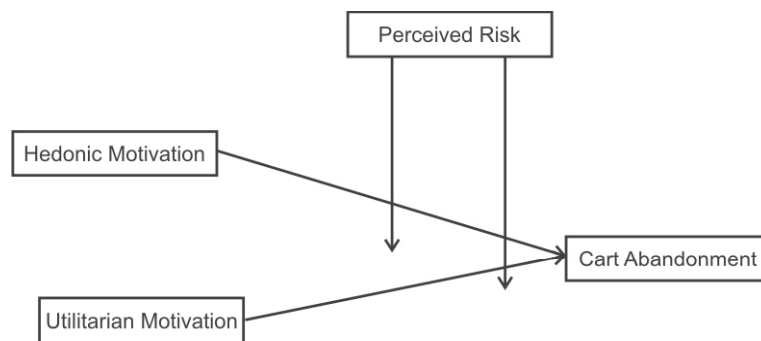 Perceived Risk
Hedonic Motivation
Cart Abandonment
Utilitarian Motivation